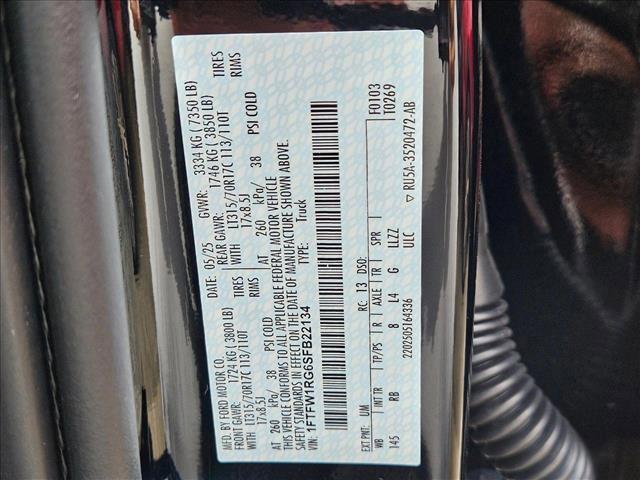 MFD. BY FORD MOTOR CO. DATE: 05/25 GVWR: 3334 KG ( 7350 LB)
FRONT GAWR: 1724 KG ( 3800 LB) REAR GAWR: 1746 KG ( 3850 LB)
WITH LT315/70R17C 113/110T TIRES WITH LT315/70R17C 113/110T TIRES
17x8.5J RIMS 17x8.5J RIMS
AT 260 kPa/ 38 PSI COLD AT 260 kPa/ 38 PSI COLD
THIS VEHICLE CONFORMS TO ALL APPLICABLE FEDERAL MOTOR VEHICLE
SAFETY STANDARDS IN EFFECT ON THE DATE OF MANUFACTURE SHOWN ABOVE.
VIN: 1FTFW1RG6SFB22134 TYPE: Truck
F0103
T0269
EXT PNT: UM RC: 13 DSO:
WB INT TR TP/PS R AXLE TR SPR
145 RB 8 L4 G LLZZ
2202505164336 ULC ▽ RU5A-3520472-AB